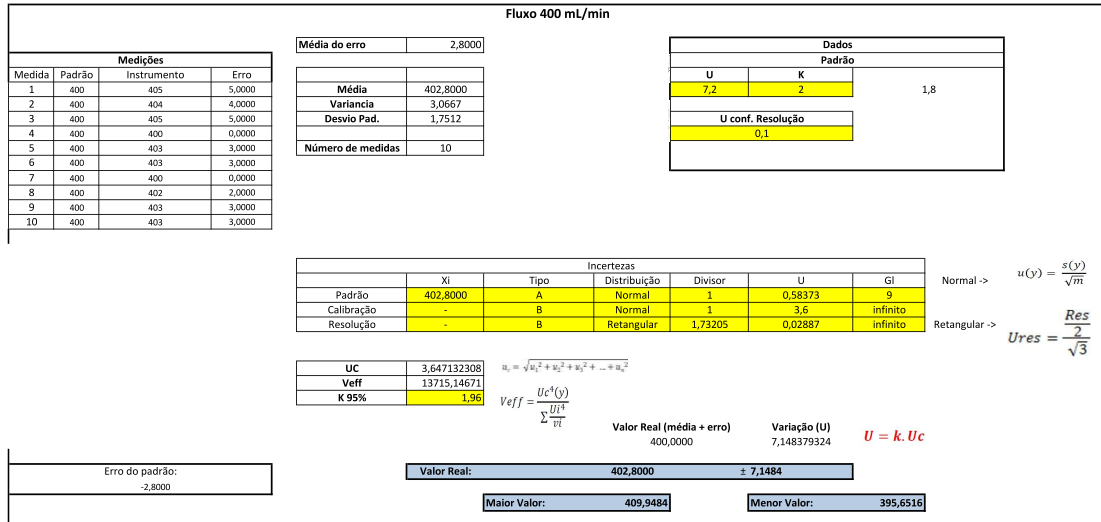 Fluxo 400 mL/min
Média do erro 2,8000
Medições
Medida Padrão Instrumento Erro
1 400 405 5,0000
2 400 404 4,0000
3 400 405 5,0000
4 400 400 0,0000
5 400 403 3,0000
6 400 403 3,0000
7 400 400 0,0000
8 400 402 2,0000
9 400 403 3,0000
10 400 403 3,0000
Média 402,8000
Variancia 3,0667
Desvio Pad. 1,7512
Número de medidas 10
Dados
Padrão
U K
7,2 2 1,8
U conf. Resolução
0,1
Incertezas
Xi Tipo Distribuição Divisor U Gl
Padrão 402,8000 A Normal 1 0,58373 9
Calibração - B Normal 1 3,6 infinito
Resolução - B Retangular 1,73205 0,02887 infinito
Normal -> u(y) = s(y)/√m
Retangular -> Ures = (Res/2)/√3
UC 3,647132308
Veff 13715,14671
K 95% 1,96
u_c = √u₁² + u₂² + u₃² + ... + u_n²
Veff = Uc⁴(y)/∑ Ui⁴/vi
Valor Real (média + erro) Variação (U)
400,0000 7,148379324
U = k.Uc
Erro do padrão:
-2,8000
Valor Real: 402,8000 ± 7,1484
Maior Valor: 409,9484 Menor Valor: 395,6516